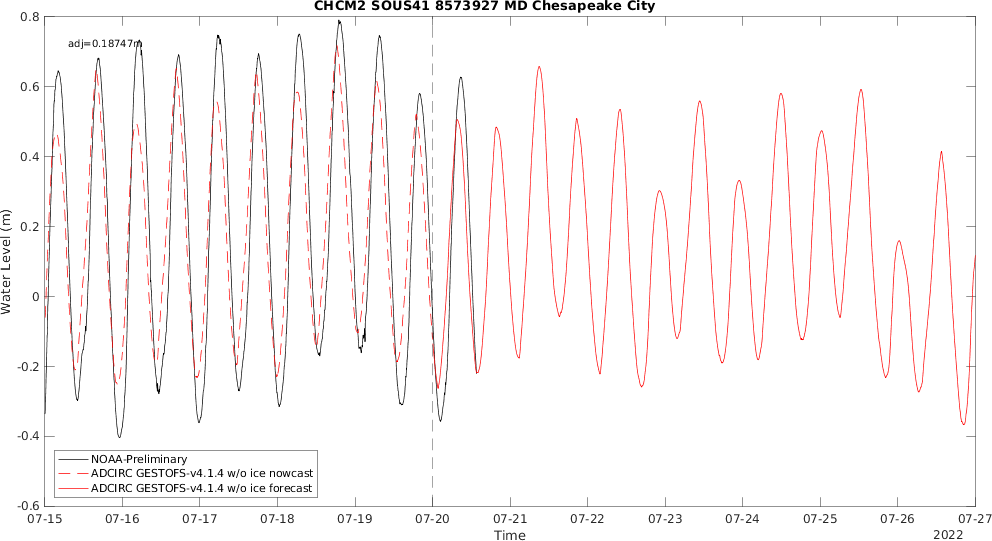 CHCM2 SOUS41 8573927 MD Chesapeake City
adj=0.18747m
0.8
0.6
0.4
0.2
0
-0.2
-0.4
-0.6
Water Level (m)
NOAA-Preliminary
ADCIRC GESTOFS-v4.1.4 w/o ice nowcast
ADCIRC GESTOFS-v4.1.4 w/o ice forecast
07-15 07-16 07-17 07-18 07-19 07-20 07-21 07-22 07-23 07-24 07-25 07-26 07-27
Time
2022